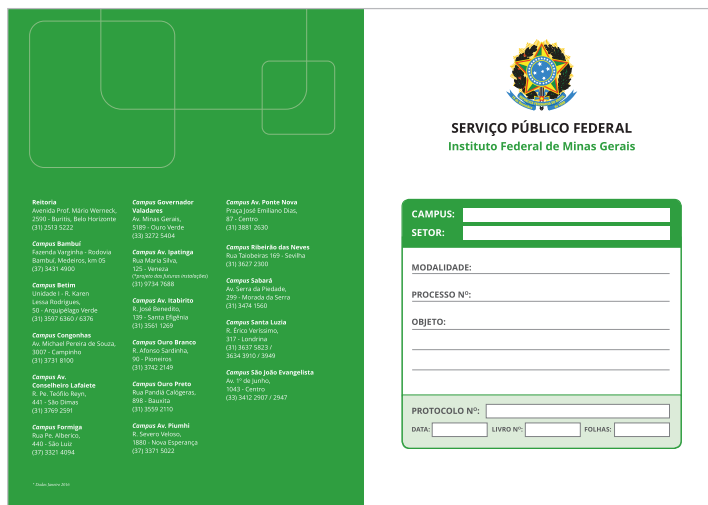 Reitoria
Avenida Prof. Mário Werneck,
2590 - Buritis, Belo Horizonte
(31) 2513 5222
Campus Bambuí
Fazenda Varginha - Rodovia
Bambuí, Medeiros, km 05
(37) 3431 4900
Campus Betim
Unidade I - R. Karen
Lessa Rodrigues,
50 - Arquipélago Verde
(31) 3597 6360 / 6376
Campus Congonhas
Av. Michael Pereira de Souza,
3007 - Campinho
(31) 3731 8100
Campus Av.
Conselheiro Lafaiete
R. Pe. Teófilo Reyn,
441 - São Dimas
(31) 3769 2591
Campus Formiga
Rua Pe. Alberico,
440 - São Luiz
(37) 3321 4094
* Dados Janeiro 2016
Campus Governador
Valadares
Av. Minas Gerais,
5189 - Ouro Verde
(33) 3272 5404
Campus Av. Ipatinga
Rua Maria Silva,
125 - Veneza
(*projeto das futuras instalações)
(31) 9734 7688
Campus Av. Itabirito
R. José Benedito,
139 - Santa Efigênia
(31) 3561 1269
Campus Ouro Branco
R. Afonso Sardinha,
90 - Pioneiros
(31) 3742 2149
Campus Ouro Preto
Rua Pandiá Calógeras,
898 - Bauxita
(31) 3559 2110
Campus Av. Piumhi
R. Severo Veloso,
1880 - Nova Esperança
(37) 3371 5022
Campus Av. Ponte Nova
Praça José Emiliano Dias,
87 - Centro
(31) 3881 2630
Campus Ribeirão das Neves
Rua Taiobeiras 169 - Sevilha
(31) 3627 2300
Campus Sabará
Av. Serra da Piedade,
299 - Morada da Serra
(31) 3474 1560
Campus Santa Luzia
R. Érico Veríssimo,
317 - Londrina
(31) 3637 5823 /
3634 3910 / 3949
Campus São João Evangelista
Av. 1º de Junho,
1043 - Centro
(33) 3412 2907 / 2947
SERVIÇO PÚBLICO FEDERAL
Instituto Federal de Minas Gerais
CAMPUS:
SETOR:
MODALIDADE:
PROCESSO Nº:
OBJETO:
PROTOCOLO Nº:
DATA: LIVRO Nº: FOLHAS: